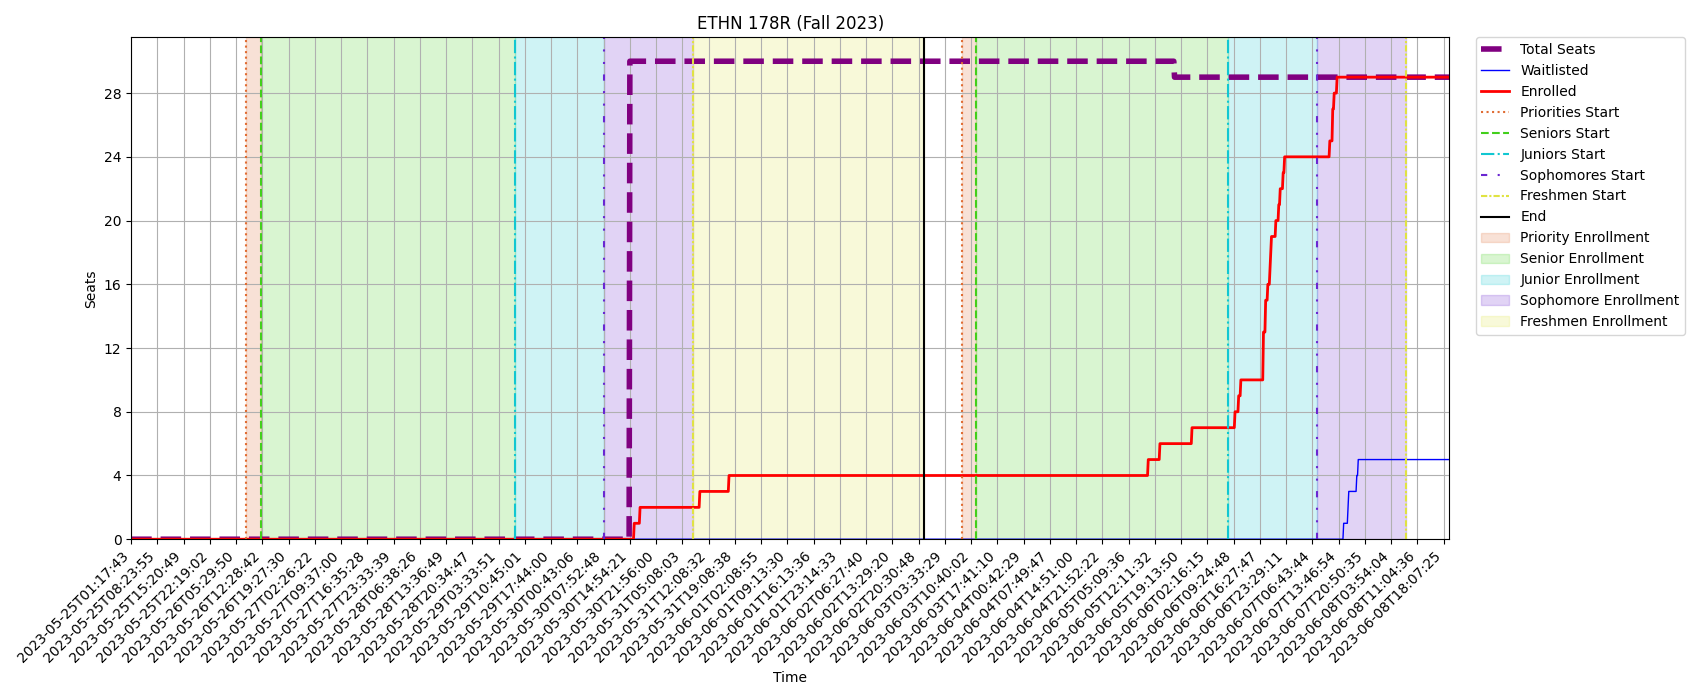 ETHN 178R (Fall 2023)
Total Seats
Waitlisted
Enrolled
Priorities Start
Seniors Start
Juniors Start
Sophomores Start
Freshmen Start
End
Priority Enrollment
Senior Enrollment
Junior Enrollment
Sophomore Enrollment
Freshmen Enrollment
Seats
28
24
20
16
12
8
4
0
2023-05-25T01:17:43
2023-05-25T08:23:55
2023-05-25T15:20:49
2023-05-25T22:19:02
2023-05-26T05:29:50
2023-05-26T12:28:42
2023-05-26T19:27:30
2023-05-27T02:26:22
2023-05-27T09:37:00
2023-05-27T16:35:28
2023-05-27T23:33:39
2023-05-28T06:38:26
2023-05-28T13:36:49
2023-05-28T20:34:47
2023-05-29T03:33:51
2023-05-29T10:45:01
2023-05-29T17:44:00
2023-05-30T00:43:06
2023-05-30T07:52:48
2023-05-30T14:54:21
2023-05-30T21:56:00
2023-05-31T05:08:03
2023-05-31T12:08:32
2023-05-31T19:08:38
2023-06-01T02:08:55
2023-06-01T09:13:30
2023-06-01T16:13:36
2023-06-01T23:14:33
2023-06-02T06:27:40
2023-06-02T13:29:20
2023-06-02T20:30:48
2023-06-03T03:33:29
2023-06-03T10:40:02
2023-06-03T17:41:10
2023-06-04T00:42:29
2023-06-04T07:49:47
2023-06-04T14:51:00
2023-06-04T21:52:22
2023-06-05T05:09:36
2023-06-05T12:11:32
2023-06-05T19:13:50
2023-06-06T02:16:15
2023-06-06T09:24:48
2023-06-06T16:27:47
2023-06-06T23:29:11
2023-06-07T06:43:44
2023-06-07T13:46:54
2023-06-07T20:50:35
2023-06-08T03:54:04
2023-06-08T11:04:36
2023-06-08T18:07:25
Time